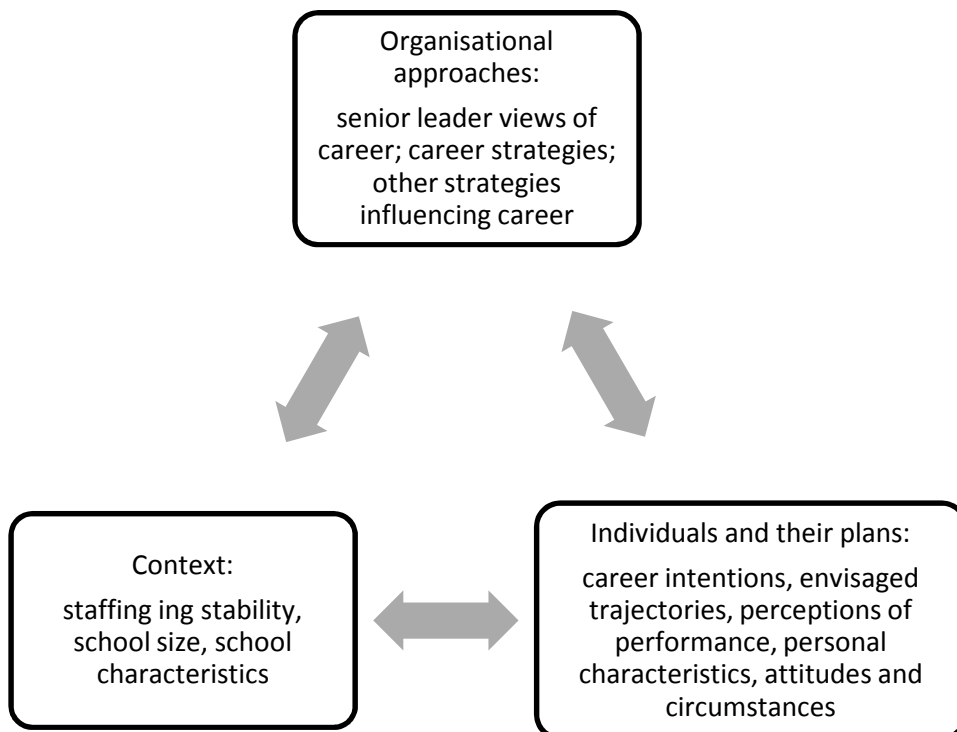 Organisational
approaches:
senior leader views of
career; career strategies;
other strategies
influencing career
Context:
staffing ing stability,
school size, school
characteristics
Individuals and their plans:
career intentions, envisaged
trajectories, perceptions of
performance, personal
characteristics, attitudes and
circumstances